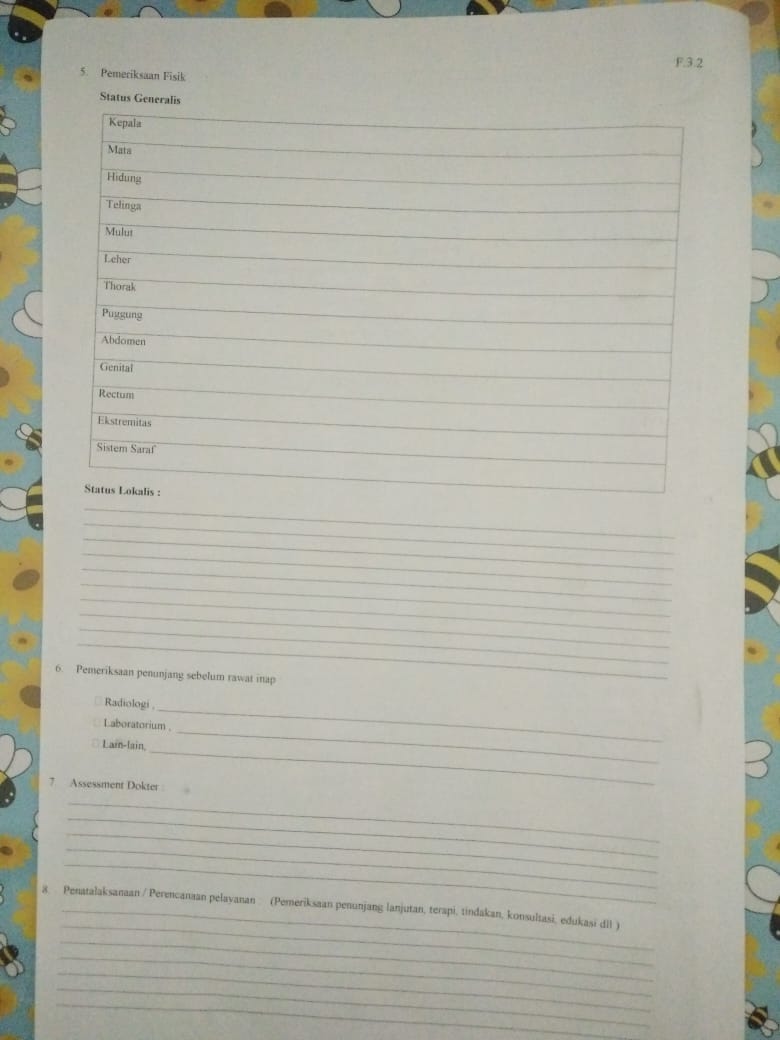 F.3.2
5. Pemeriksaan Fisik
Status Generalis
Kepala
Mata
Hidung
Telinga
Mulut
Leher
Thorak
Puggung
Abdomen
Genital
Rectum
Ekstremitas
Sistem Saraf
Status Lokalis :
6. Pemeriksaan penunjang sebelum rawat inap
Radiologi ,
Laboratorium ,
Lain-lain,
7. Assessment Dokter :
8. Penatalaksanaan / Perencanaan pelayanan (Pemeriksaan penunjang lanjutan, terapi, tindakan, konsultasi, edukasi dll )